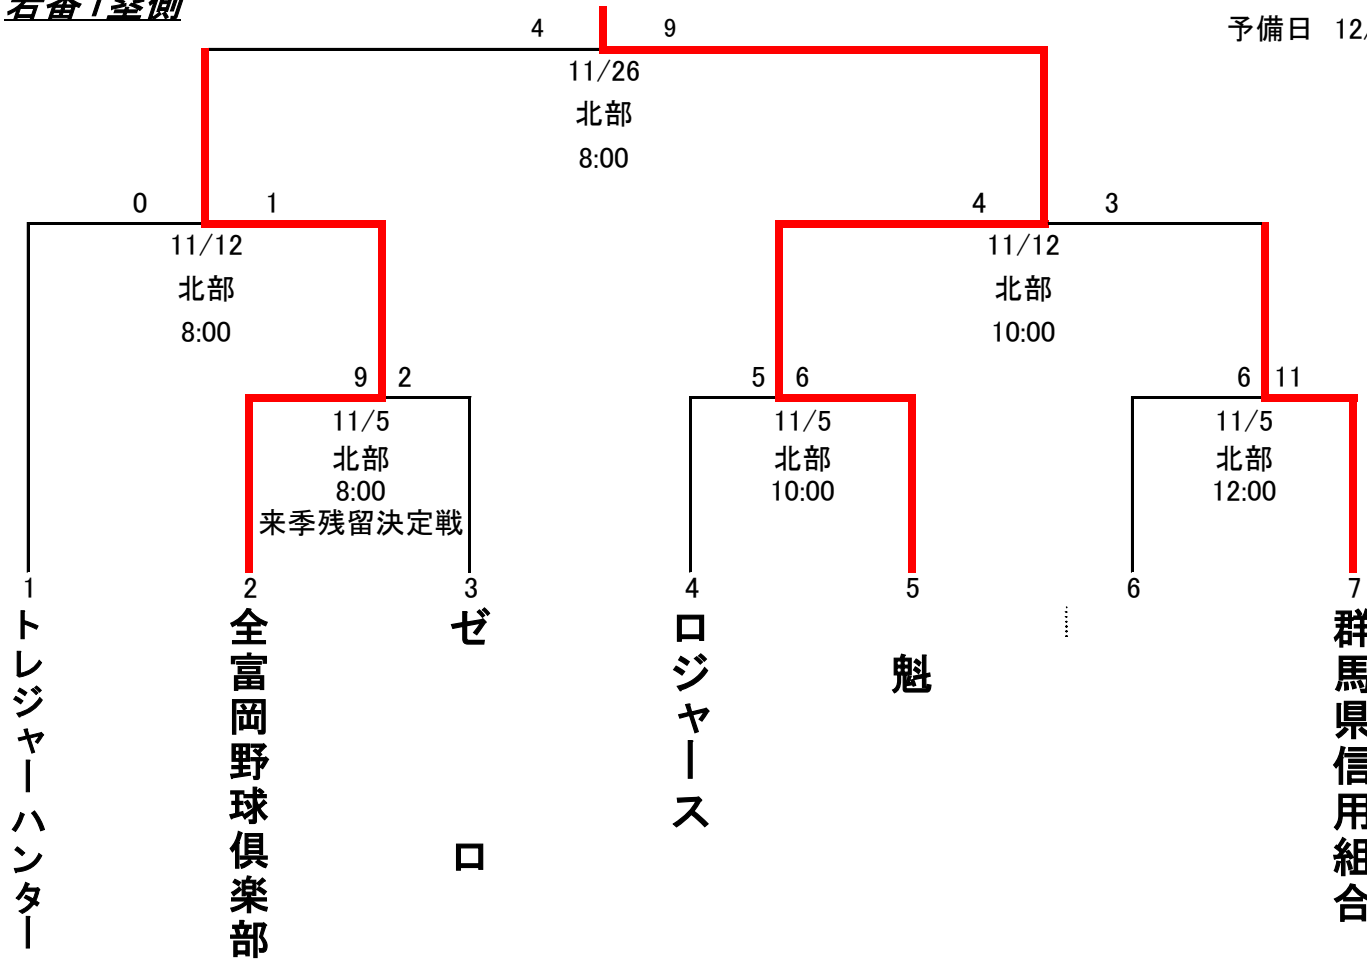 若番1塁側
予備日 12/
4 9
11/26
北部
8:00
0 1
11/12
北部
8:00
4 3
11/12
北部
10:00
9 2
11/5
北部
8:00
来季残留決定戦
5 6
11/5
北部
10:00
6 11
11/5
北部
12:00
1 2 3 4 5 6 7
トレジャーハンター
全富岡野球倶楽部
ゼロ
ロジャース
魁
群馬県信用組合